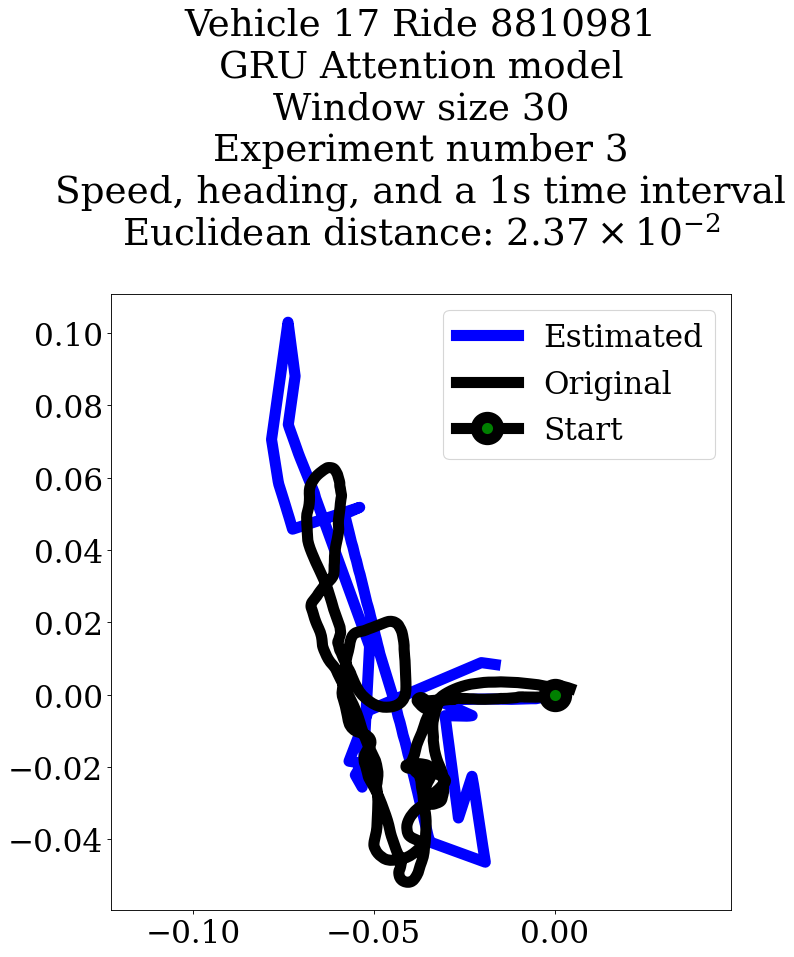 Vehicle 17 Ride 8810981
GRU Attention model
Window size 30
Experiment number 3
Speed, heading, and a 1s time interval
Euclidean distance: 2.37 × 10⁻²
Estimated
Original
Start
0.10
0.08
0.06
0.04
0.02
0.00
−0.02
−0.04
−0.10
−0.05
0.00